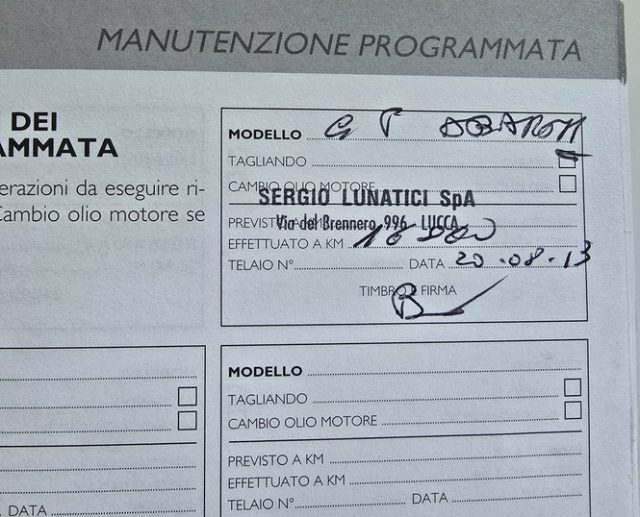 MANUTENZIONE PROGRAMMATA
DEI
AMMATA
erazioni da eseguire ri-
Cambio olio motore se
MODELLO
TAGLIANDO
CAMBIO OLIO MOTORE
SERGIO LUNATICI SpA
Via del Brennero, 996 LUCCA
PREVISTO A KM
EFFETTUATO A KM
TELAIO N° DATA 20.08.13
TIMBRO E FIRMA
MODELLO
TAGLIANDO
CAMBIO OLIO MOTORE
PREVISTO A KM
EFFETTUATO A KM
TELAIO N° DATA
DATA